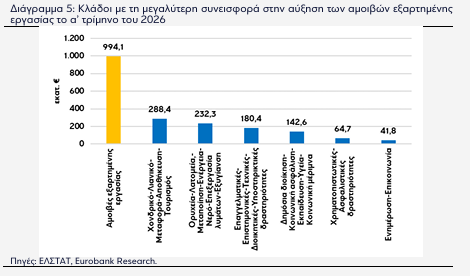 Διάγραμμα 5: Κλάδοι με τη μεγαλύτερη συνεισφορά στην αύξηση των αμοιβών εξαρτημένης
εργασίας το α' τρίμηνο του 2026
εκατ. €
1.200
1.000
800
600
400
200
0
994,1
288,4
232,3
180,4
142,6
64,7
41,8
Αμοιβές εξαρτημένης
εργασίας
Χονδρικό-Λιανικό-
Μεταφορά-Αποθήκευση-
Τουρισμός
Ορυχεία-Λατομεία,-
Μεταποίηση-Ενέργεια-
Νερό-Επεξεργασία
λυμάτων-Εξυγίανση
Επαγγελματικές-
Επιστημονικές-Τεχνικές-
Διοικητικές-Υποστηρικτικές
δραστηριότητες
Δημόσια διοίκηση-
Κοινωνική ασφάλιση-
Εκπαίδευση-Υγεία-
Κοινωνική μέριμνα
Χρηματοπιστωτικές-
Ασφαλιστικές
δραστηριότητες
Ενημέρωση-Επικοινωνία
Πηγές: ΕΛΣΤΑΤ, Eurobank Research.